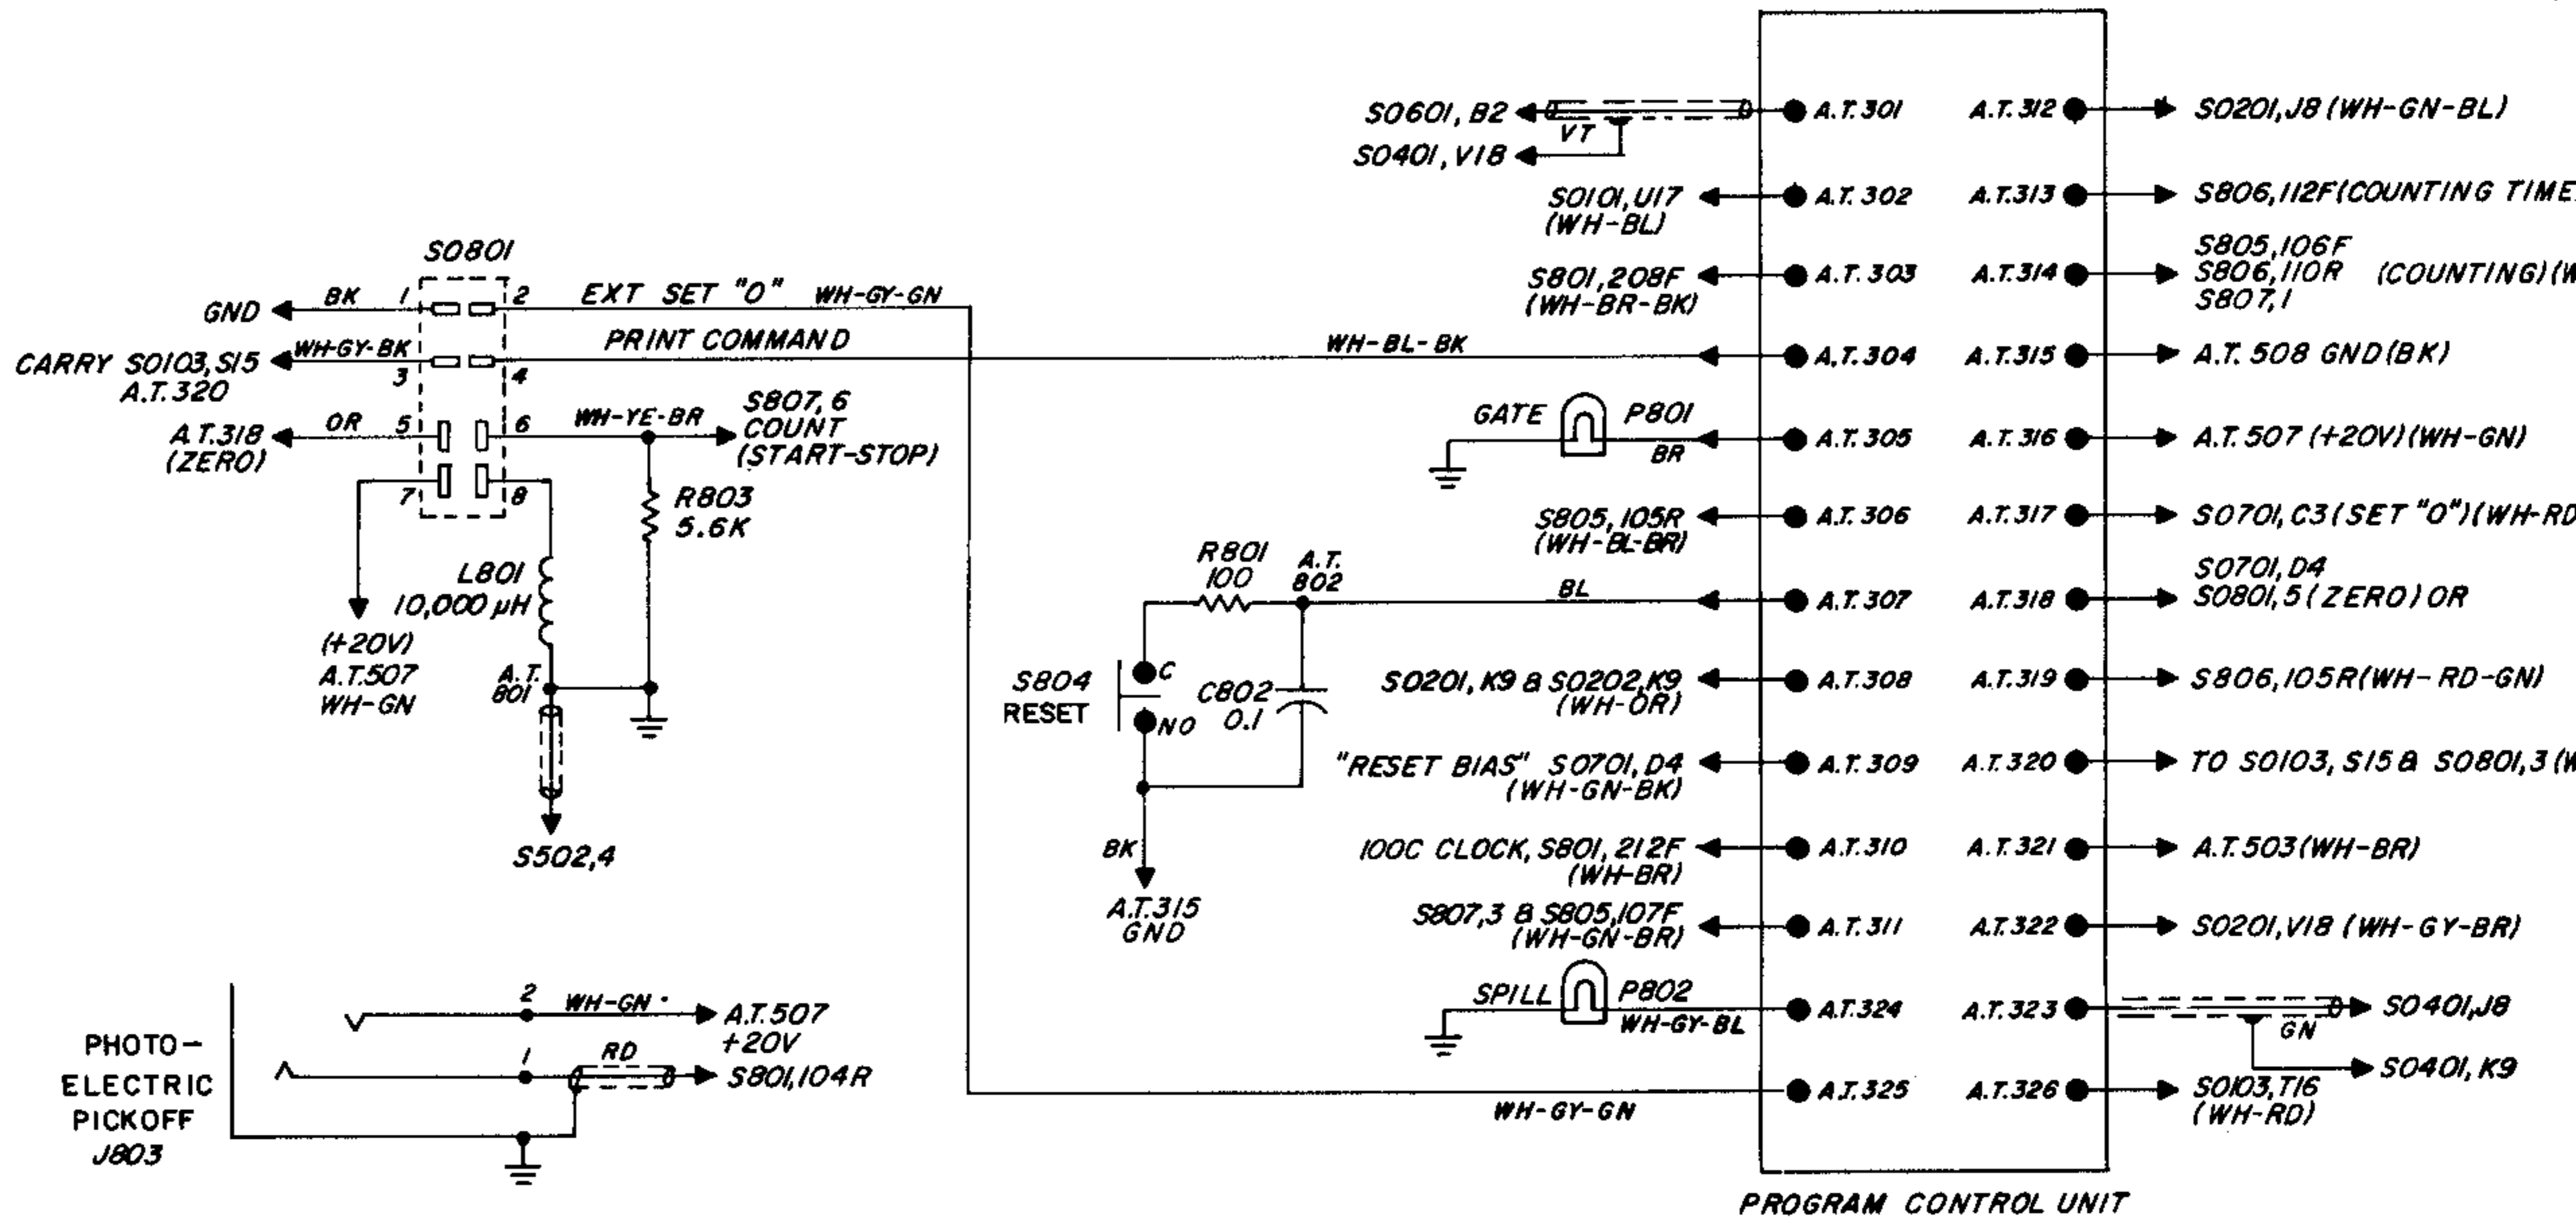 S0801
GND
BK
1
2
EXT SET "O"
WH-GY-GN
CARRY S0103,S15
A.T.320
WH-GY-BK
3
4
PRINT COMMAND
WH-BL-BK
A.T.318
(ZERO)
OR
5
6
WH-YE-BR
S807,6
COUNT
(START-STOP)
7
8
R803
5.6K
L801
10,000 µH
(+20V)
A.T.507
WH-GN
A.T.
801
S502,4
PHOTO-
ELECTRIC
PICKOFF
J803
2
WH-GN
A.T.507
+20V
1
RD
S801,104R
R801
100
A.T.
802
BL
S804
RESET
C
NO
C802
0.1
BK
A.T.315
GND
S0601, B2
VT
S0401, V18
A.T.301
S0101,U17
(WH-BL)
A.T.302
S801,208F
(WH-BR-BK)
A.T.303
A.T.304
GATE
P801
BR
A.T.305
S805,105R
(WH-BL-BR)
A.T.306
A.T.307
S0201, K9 & S0202,K9
(WH-OR)
A.T.308
"RESET BIAS" S0701,D4
(WH-GN-BK)
A.T.309
100C CLOCK, S801, 212F
(WH-BR)
A.T.310
S807,3 & S805,107F
(WH-GN-BR)
A.T.311
SPILL
P802
WH-GY-BL
A.T.324
WH-GY-GN
A.T.325
A.T.312
S0201,J8 (WH-GN-BL)
A.T.313
S806,112F(COUNTING TIME
A.T.314
S805,106F
S806,110R (COUNTING)(W
S807,1
A.T.315
A.T. 508 GND(BK)
A.T.316
A.T.507 (+20V)(WH-GN)
A.T.317
S0701,C3(SET "O")(WH-RD
A.T.318
S0701,D4
S0801,5(ZERO)OR
A.T.319
S806,105R(WH-RD-GN)
A.T.320
TO S0103, S15 & S0801,3(W
A.T.321
A.T.503(WH-BR)
A.T.322
S0201,V18 (WH-GY-BR)
A.T.323
GN
S0401,J8
S0401, K9
A.T.326
S0103,T16
(WH-RD)
PROGRAM CONTROL UNIT